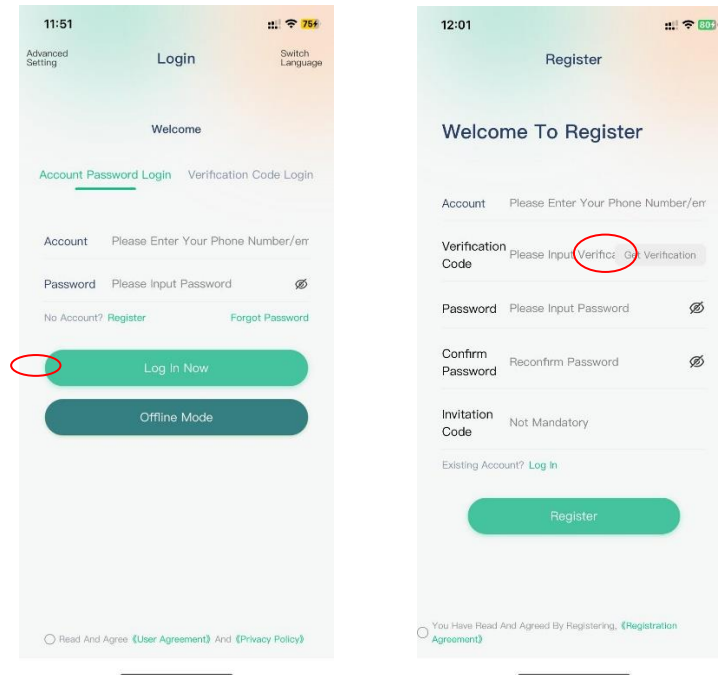 11:51
75
Advanced
Setting
Login
Switch
Language
Welcome
Account Password Login
Verification Code Login
Account
Please Enter Your Phone Number/em
Password
Please Input Password
No Account? Register
Forgot Password
Log In Now
Offline Mode
Read And Agree 《User Agreement》 And 《Privacy Policy》
12:01
80
Register
Welcome To Register
Account
Please Enter Your Phone Number/em
Verification
Code
Please Input Verifica
Get Verification
Password
Please Input Password
Confirm
Password
Reconfirm Password
Invitation
Code
Not Mandatory
Existing Account? Log In
Register
You Have Read And Agreed By Registering, 《Registration
Agreement》